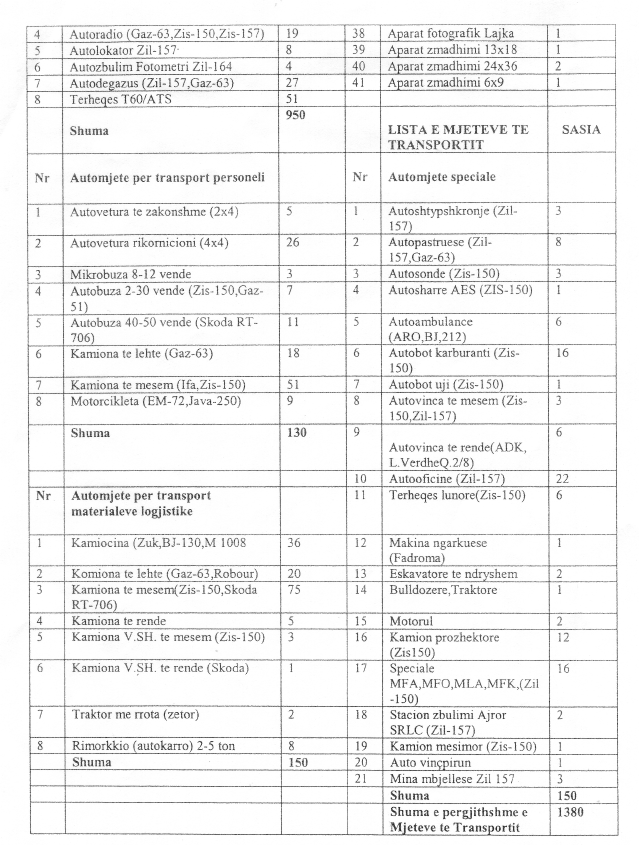 4 Autoradio (Gaz-63,Zis-150,Zis-157) 19 38 Aparat fotografik Lajka 1
5 Autolokator Zil-157 8 39 Aparat zmadhimi 13x18 1
6 Autozbulim Fotometri Zil-164 4 40 Aparat zmadhimi 24x36 2
7 Autodegazus (Zil-157,Gaz-63) 27 41 Aparat zmadhimi 6x9 1
8 Terheqes T60/ATS 51
Shuma 950 LISTA E MJETEVE TE SASIA
TRANSPORTIT
Nr Automjete per transport personeli Nr Automjete speciale
1 Autovetura te zakonshme (2x4) 5 1 Autoshtypshkronje (Zil- 3
157)
2 Autovetura rikornicioni (4x4) 26 2 Autopastruese (Zil- 8
157,Gaz-63)
3 Mikrobuza 8-12 vende 3 3 Autosonde (Zis-150) 3
4 Autobuza 2-30 vende (Zis-150,Gaz- 7 4 Autosharre AES (ZIS-150) 1
51)
5 Autobuza 40-50 vende (Skoda RT- 11 5 Autoambulance 6
706) (ARO,BJ,212)
6 Kamiona te lehte (Gaz-63) 18 6 Autobot karburanti (Zis- 16
150)
7 Kamiona te mesem (Ifa,Zis-150) 51 7 Autobot uji (Zis-150) 1
8 Motorcikleta (EM-72,Java-250) 9 8 Autovinca te mesem (Zis- 3
150,Zil-157)
Shuma 130 9 6
Autovinca te rende(ADK,
L.VerdheQ.2/8)
10 Autooficine (Zil-157) 22
Nr Automjete per transport 11 Terheqes lunore(Zis-150) 6
materialeve logjistike
1 Kamiocina (Zuk,BJ-130,M 1008 36 12 Makina ngarkuese 1
(Fadroma)
2 Komiona te lehte (Gaz-63,Robour) 20 13 Eskavatore te ndryshem 2
3 Kamiona te mesem(Zis-150,Skoda 75 14 Bulldozere,Traktore 1
RT-706)
4 Kamiona te rende 5 15 Motorul 2
5 Kamiona V.SH. te mesem (Zis-150) 3 16 Kamion prozhektore 12
(Zis150)
6 Kamiona V.SH. te rende (Skoda) 1 17 Speciale 16
MFA,MFO,MLA,MFK,(Zil
-150)
7 Traktor me rrota (zetor) 2 18 Stacion zbulimi Ajror 2
SRLC (Zil-157)
8 Rimorkkio (autokarro) 2-5 ton 8 19 Kamion mesimor (Zis-150) 1
Shuma 150 20 Auto vinçpirun 1
21 Mina mbjellese Zil 157 3
Shuma 150
Shuma e pergjithshme e 1380
Mjeteve te Transportit